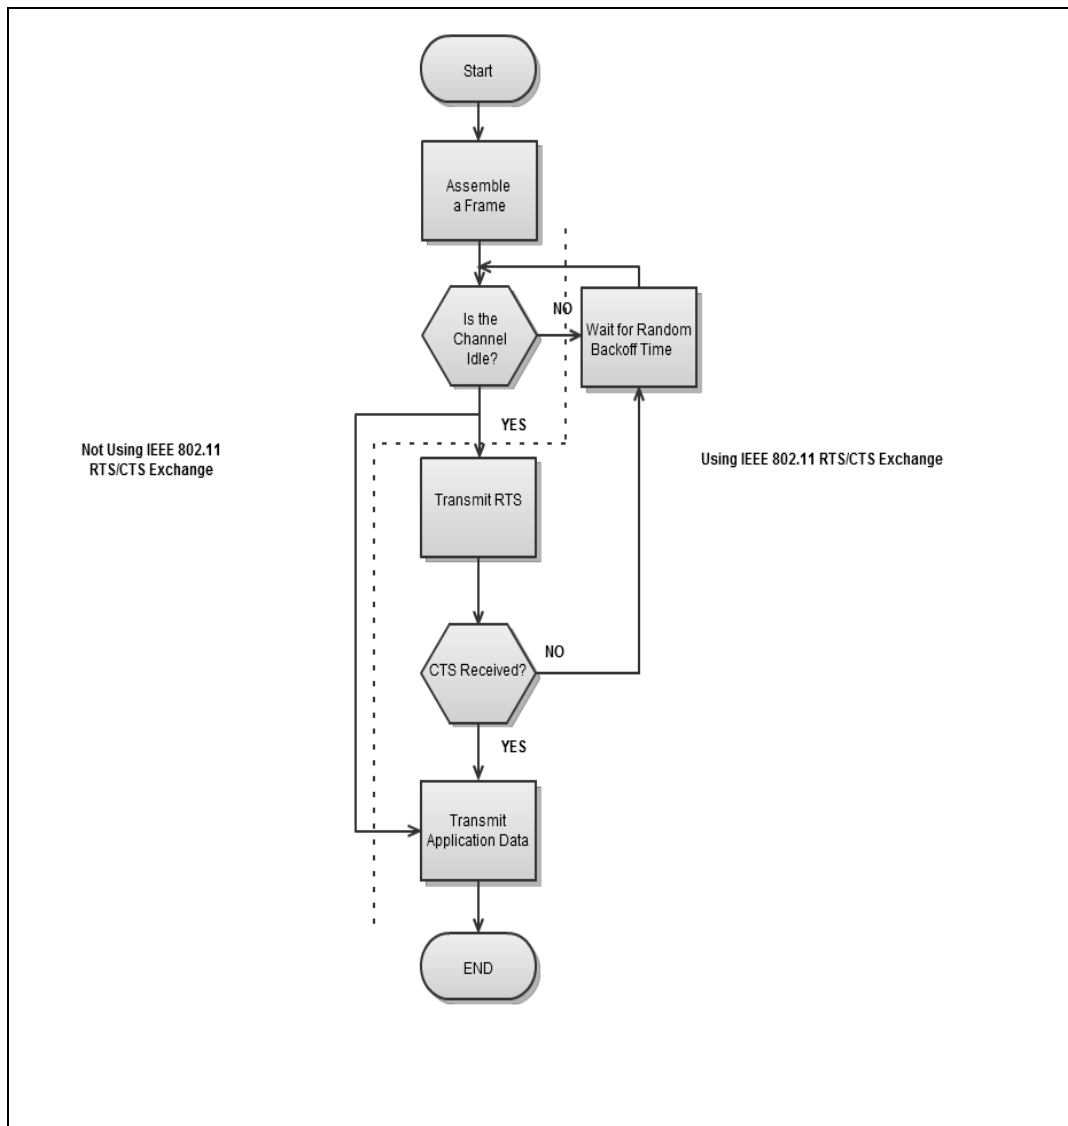 Start
Assemble
a Frame
Is the
Channel
Idle?
NO
Wait for Random
Backoff Time
YES
Not Using IEEE 802.11
RTS/CTS Exchange
Using IEEE 802.11 RTS/CTS Exchange
Transmit RTS
CTS Received?
NO
YES
Transmit
Application Data
END